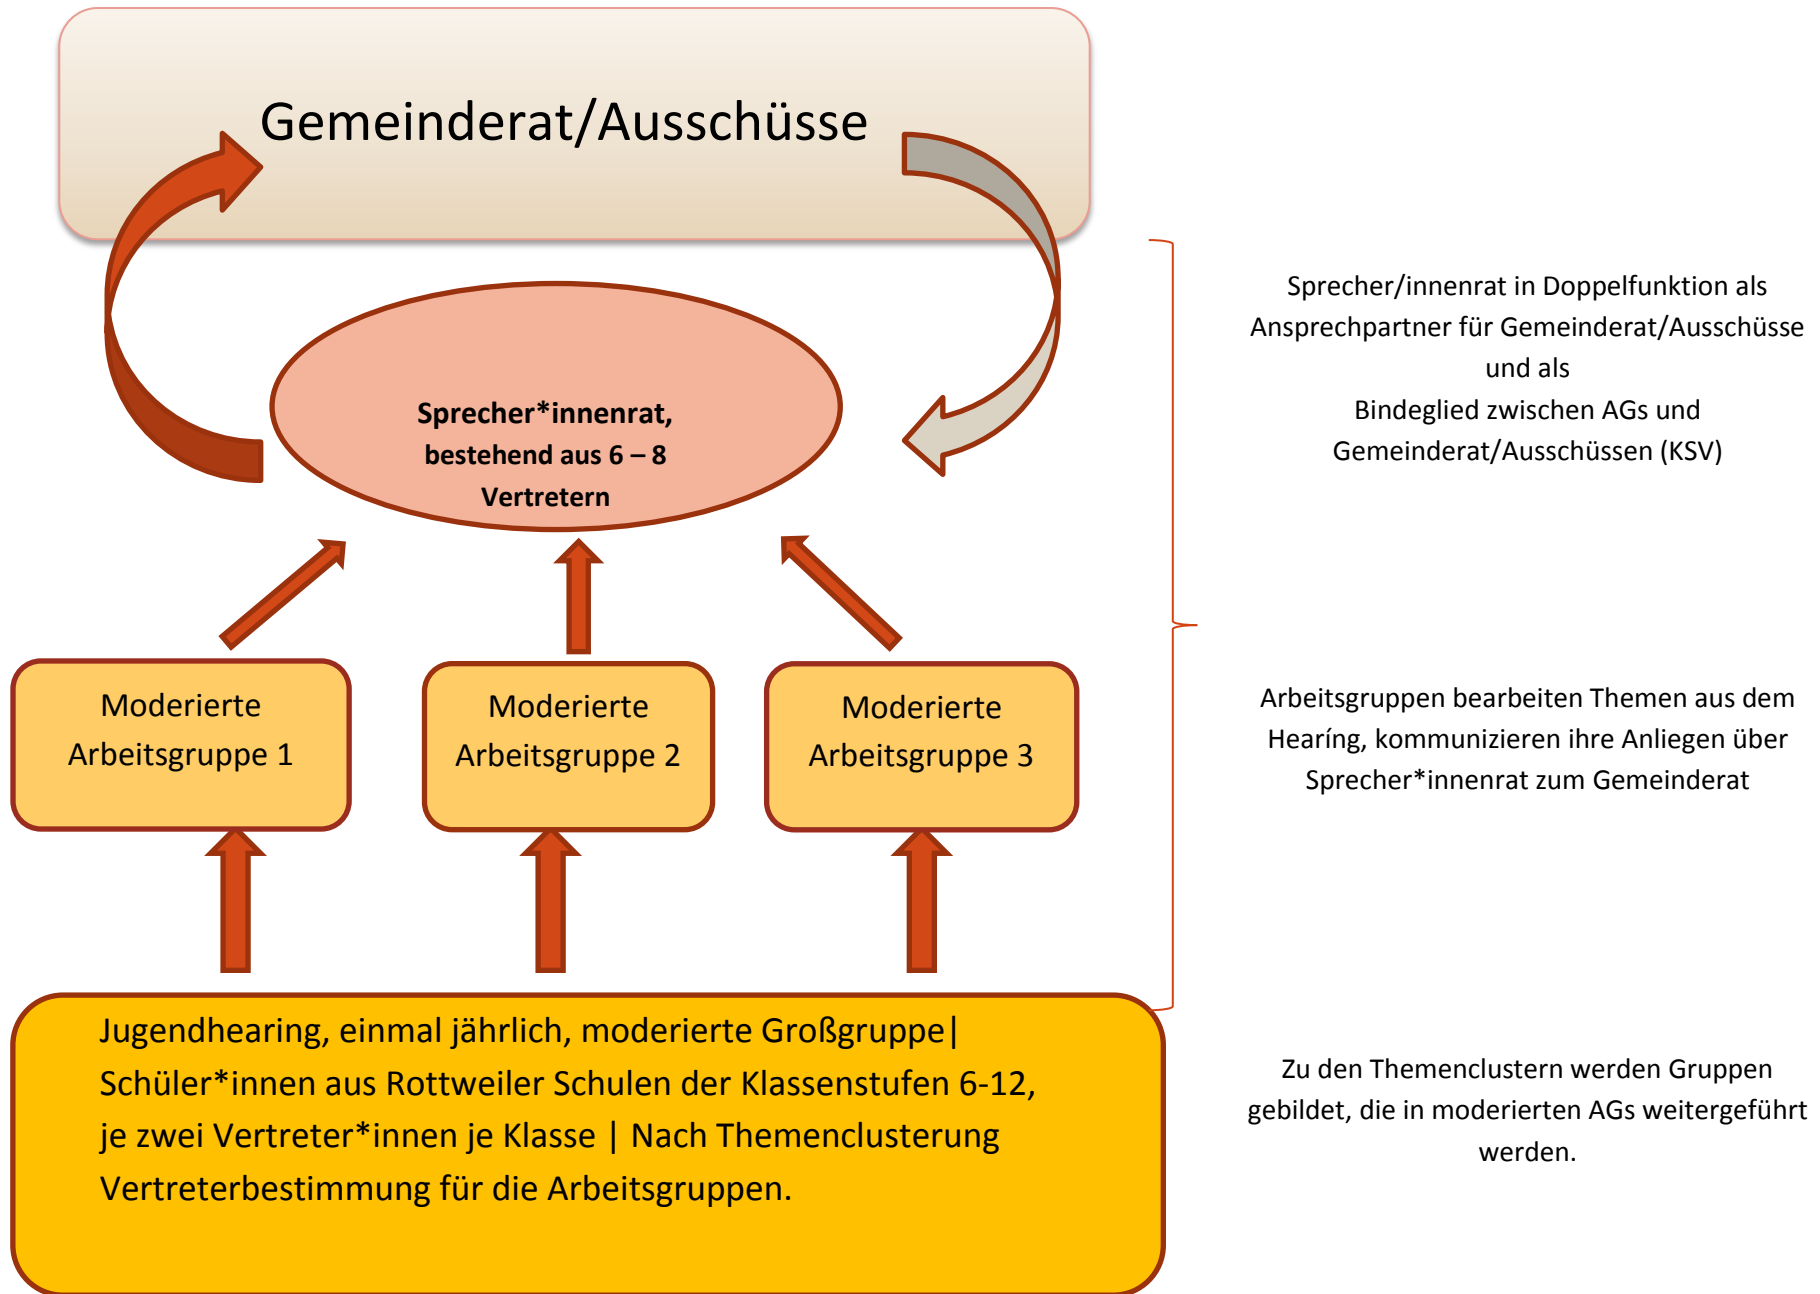 Gemeinderat/Ausschüsse
Sprecher/innenrat in Doppelfunktion als
Ansprechpartner für Gemeinderat/Ausschüsse
und als
Bindeglied zwischen AGs und
Gemeinderat/Ausschüssen (KSV)
Sprecher*innenrat,
bestehend aus 6 – 8
Vertretern
Moderierte
Arbeitsgruppe 1
Moderierte
Arbeitsgruppe 2
Moderierte
Arbeitsgruppe 3
Arbeitsgruppen bearbeiten Themen aus dem
Hearíng, kommunizieren ihre Anliegen über
Sprecher*innenrat zum Gemeinderat
Jugendhearing, einmal jährlich, moderierte Großgruppe|
Schüler*innen aus Rottweiler Schulen der Klassenstufen 6-12,
je zwei Vertreter*innen je Klasse | Nach Themenclusterung
Vertreterbestimmung für die Arbeitsgruppen.
Zu den Themenclustern werden Gruppen
gebildet, die in moderierten AGs weitergeführt
werden.